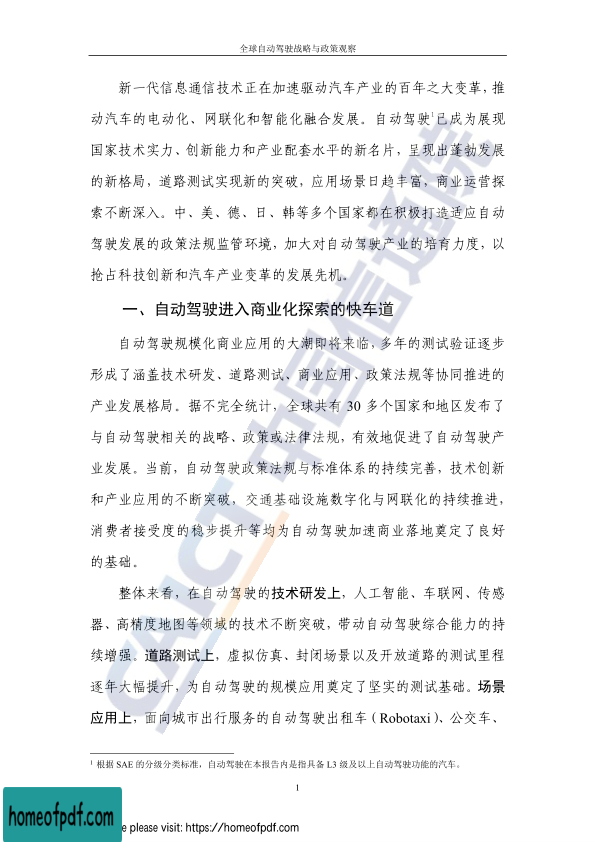 全球自动驾驶战略与政策观察
新一代信息通信技术正在加速驱动汽车产业的百年之大变革，推
动汽车的电动化、网联化和智能化融合发展。自动驾驶1已成为展现
国家技术实力、创新能力和产业配套水平的新名片，呈现出蓬勃发展
的新格局，道路测试实现新的突破，应用场景日趋丰富，商业运营探
索不断深入。中、美、德、日、韩等多个国家都在积极打造适应自动
驾驶发展的政策法规监管环境，加大对自动驾驶产业的培育力度，以
抢占科技创新和汽车产业变革的发展先机。
一、自动驾驶进入商业化探索的快车道
自动驾驶规模化商业应用的大潮即将来临，多年的测试验证逐步
形成了涵盖技术研发、道路测试、商业应用、政策法规等协同推进的
产业发展格局。据不完全统计，全球共有 30 多个国家和地区发布了
与自动驾驶相关的战略、政策或法律法规，有效地促进了自动驾驶产
业发展。当前，自动驾驶政策法规与标准体系的持续完善，技术创新
和产业应用的不断突破，交通基础设施数字化与网联化的持续推进，
消费者接受度的稳步提升等均为自动驾驶加速商业落地奠定了良好
的基础。
整体来看，在自动驾驶的技术研发上，人工智能、车联网、传感
器、高精度地图等领域的技术不断突破，带动自动驾驶综合能力的持
续增强。道路测试上，虚拟仿真、封闭场景以及开放道路的测试里程
逐年大幅提升，为自动驾驶的规模应用奠定了坚实的测试基础。场景
应用上，面向城市出行服务的自动驾驶出租车（Robotaxi）、公交车、
1 根据 SAE 的分级分类标准，自动驾驶在本报告内是指具备 L3 级及以上自动驾驶功能的汽车。
1
CAICT 中国信通院
homeofpdf.com
e please visit: https://homeofpdf.com